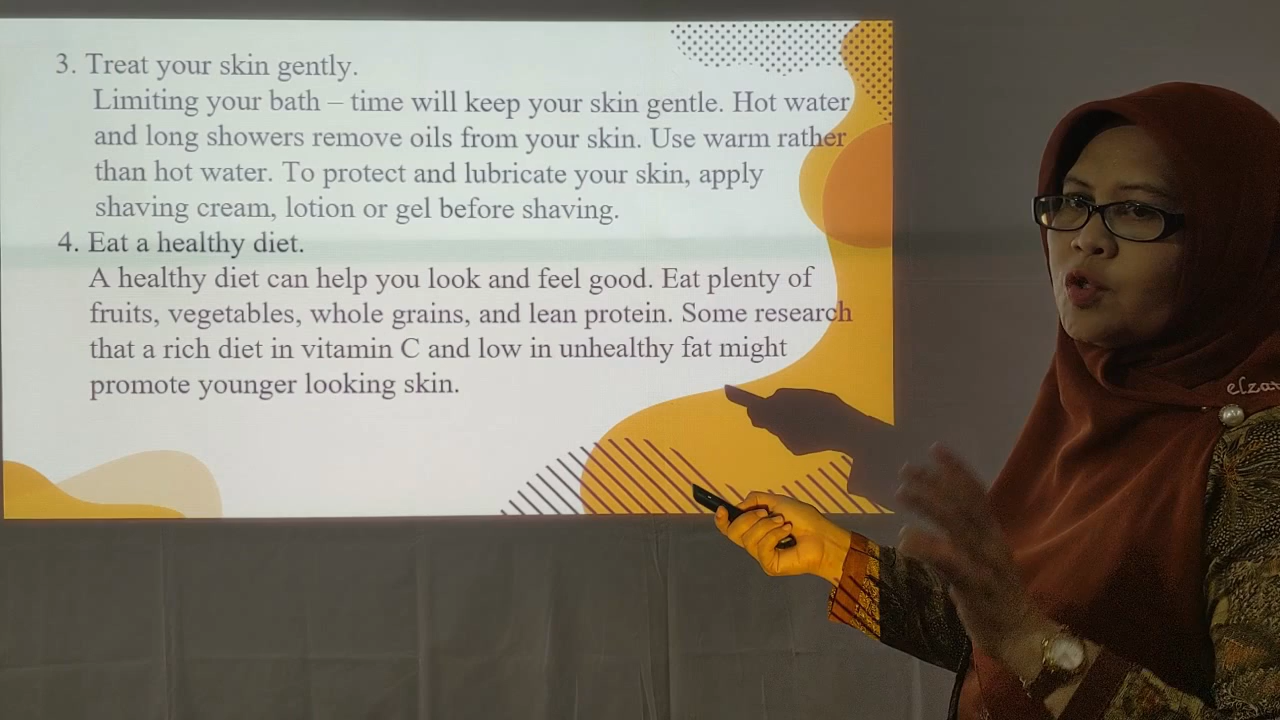 3. Treat your skin gently.
Limiting your bath – time will keep your skin gentle. Hot water
and long showers remove oils from your skin. Use warm rather
than hot water. To protect and lubricate your skin, apply
shaving cream, lotion or gel before shaving.
4. Eat a healthy diet.
A healthy diet can help you look and feel good. Eat plenty of
fruits, vegetables, whole grains, and lean protein. Some research
that a rich diet in vitamin C and low in unhealthy fat might
promote younger looking skin.